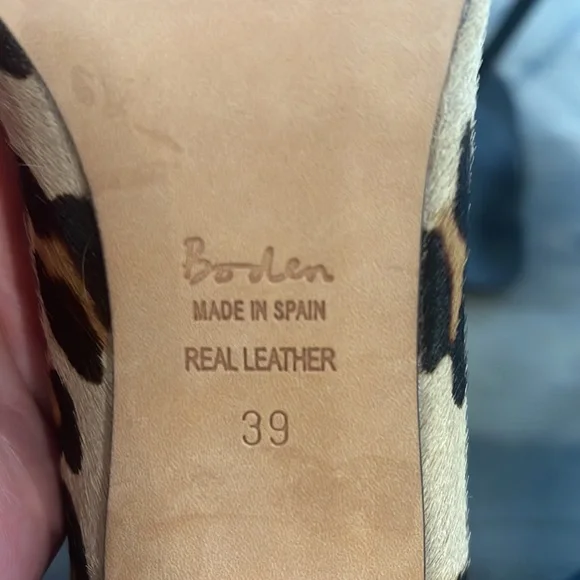 Boden
MADE IN SPAIN
REAL LEATHER
39